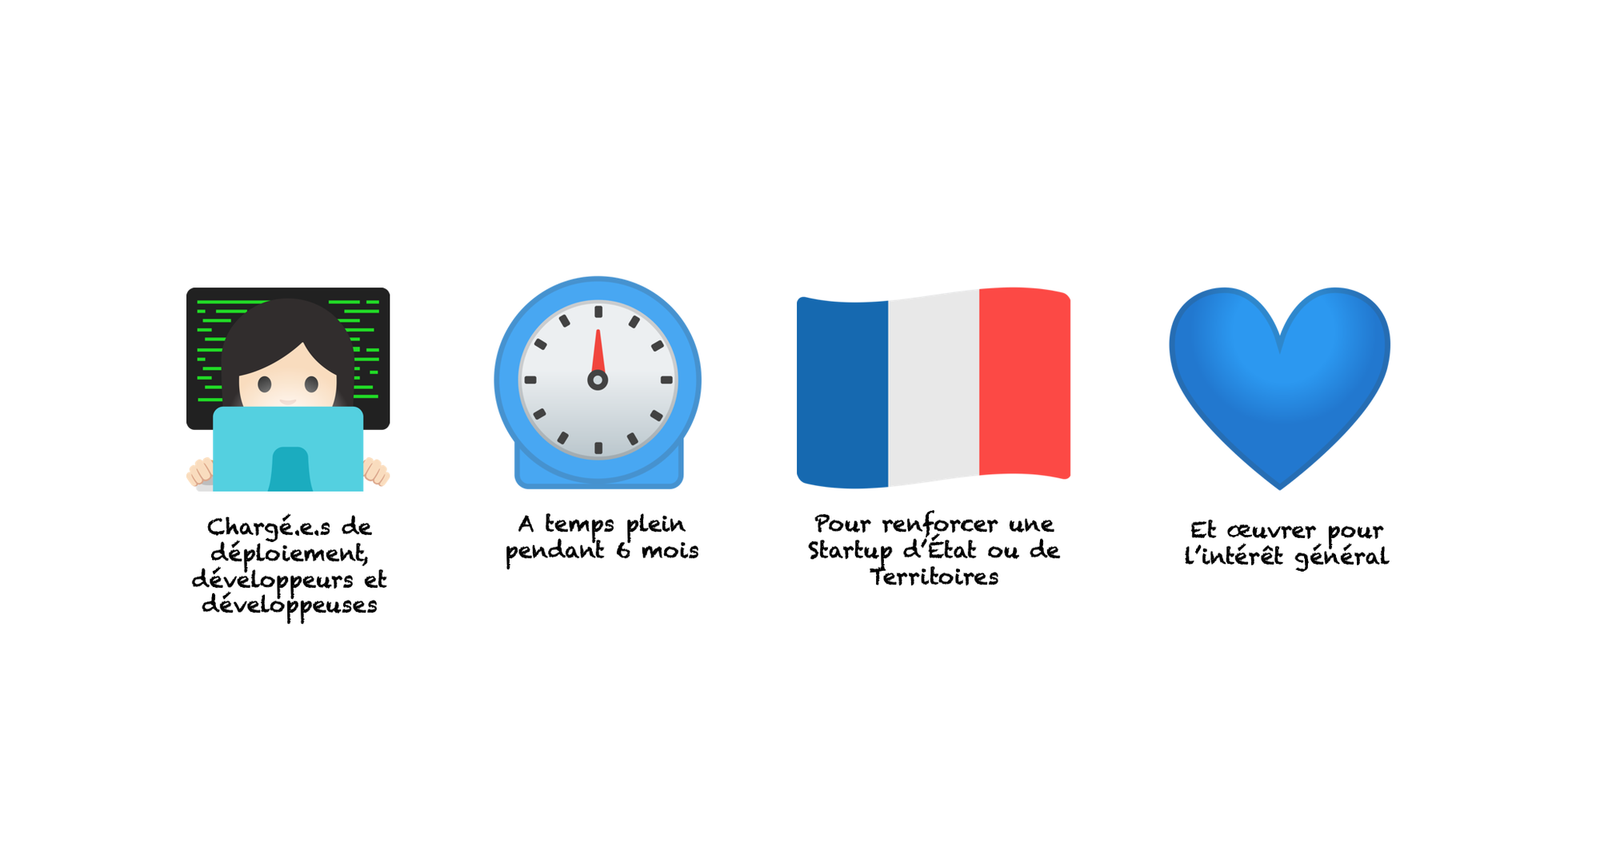 Chargé.e.s de
déploiement,
développeurs et
développeuses
A temps plein
pendant 6 mois
Pour renforcer une
Startup d'État ou de
Territoires
Et œuvrer pour
l'intérêt général